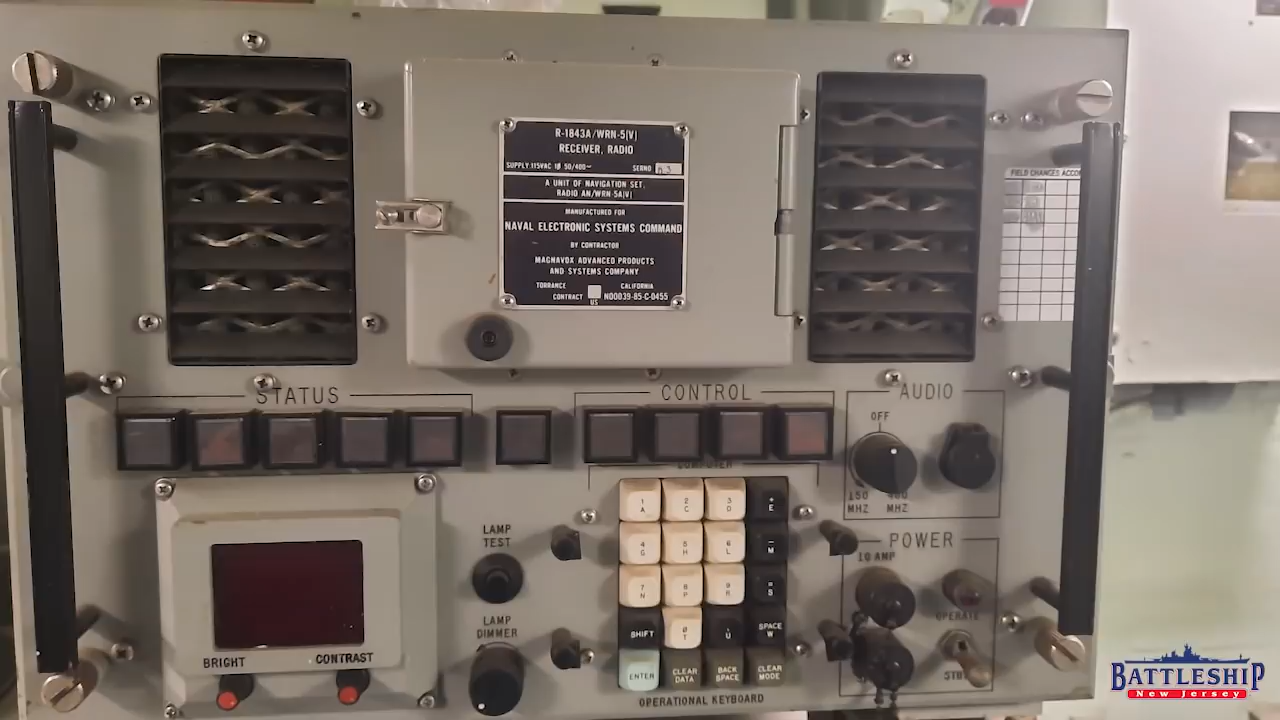 R-1843A/WRN-5(V)
RECEIVER, RADIO
SUPPLY 115VAC 1Ø 50/400~ SERNO
A UNIT OF NAVIGATION SET,
RADIO AN/WRN-5A(V)
MANUFACTURED FOR
NAVAL ELECTRONIC SYSTEMS COMMAND
BY CONTRACTOR
MAGNAVOX ADVANCED PRODUCTS
AND SYSTEMS COMPANY
TORRANCE CALIFORNIA
CONTRACT US N00039-85-C-0455
FIELD CHANGES ACCO
STATUS
CONTROL
AUDIO
OFF
150 MHZ
400 MHZ
COMPUTER
1 A
2 C
3 D
+ E
4 G
5 H
6 L
– M
7 N
8 P
9 R
= S
SHIFT
Ø T
. U
SPACE W
ENTER
CLEAR DATA
BACK SPACE
CLEAR MODE
OPERATIONAL KEYBOARD
LAMP TEST
LAMP DIMMER
BRIGHT
CONTRAST
POWER
10 AMP
OPERATE
STBY
BATTLESHIP
New Jersey